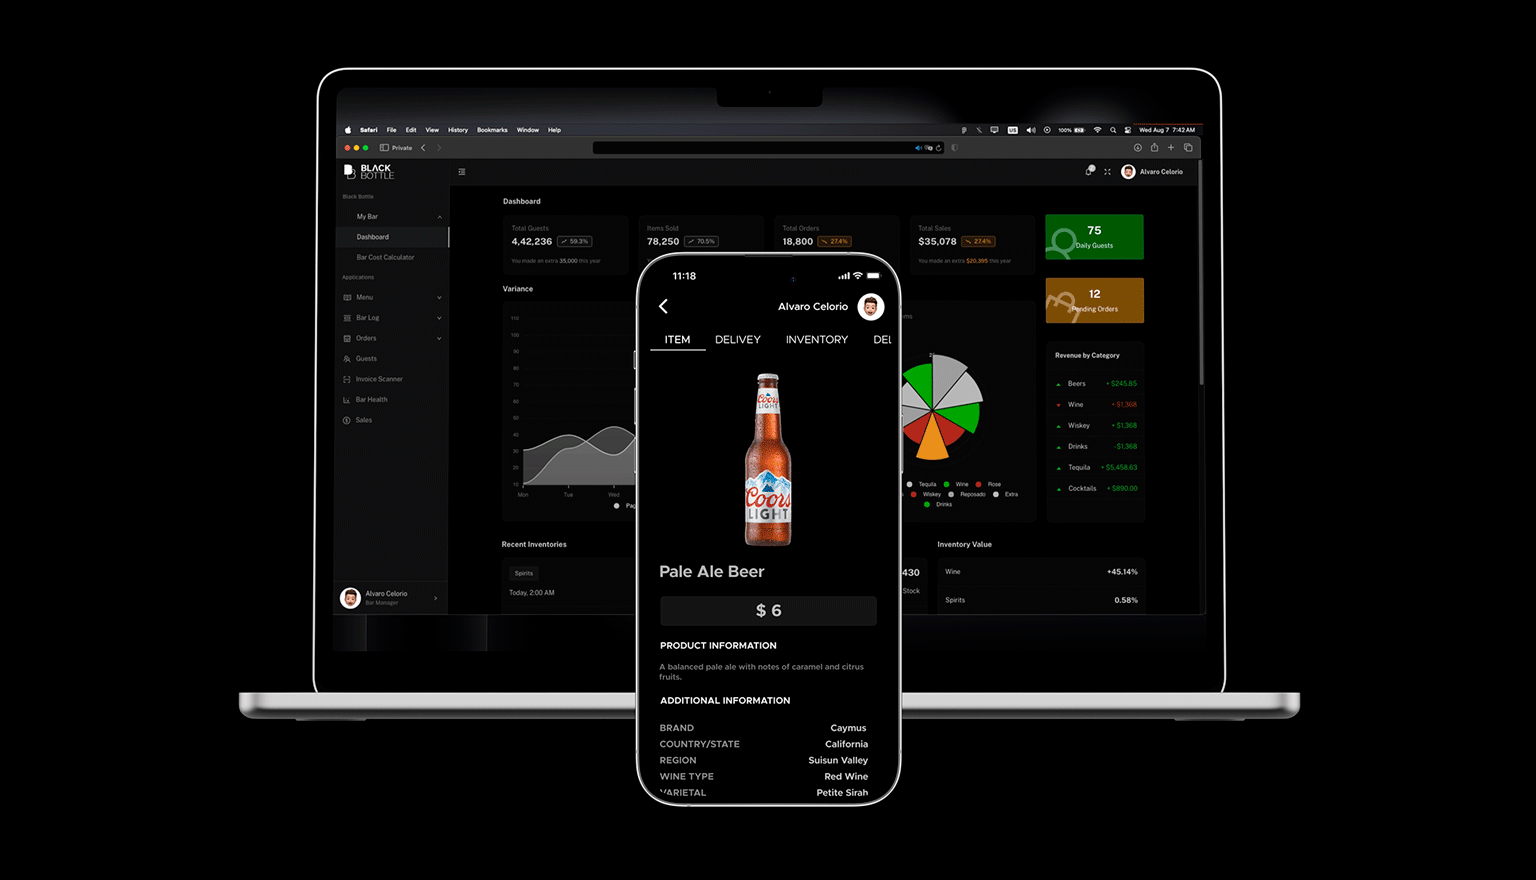 Safari File Edit View History Bookmarks Window Help
US 100% Wed Aug 7 7:42 AM
Private
BLACK
BOTTLE
Alvaro Celorio
Black Bottle
My Bar
Dashboard
Bar Cost Calculator
Applications
Menu
Bar Log
Orders
Guests
Invoice Scanner
Bar Health
Sales
Alvaro Celorio
Bar Manager
Dashboard
Total Guests
4,42,236 59.3%
You made an extra 35,000 this year
Items Sold
78,250 70.5%
Total Orders
18,800 27.4%
Total Sales
$35,078 27.4%
You made an extra $20,395 this year
75
Daily Guests
12
Pending Orders
Variance
110
100
90
80
70
60
50
40
30
20
10
Mon Tue Wed
Pag
ems
2
Tequila Wine Rose
Wiskey Reposado Extra
Drinks
Revenue by Category
Beers + $245.85
Wine + $1,368
Wiskey + $1,368
Drinks -$1,368
Tequila + $5,458.63
Cocktails + $890.00
Recent Inventories
Spirits
Today, 2:00 AM
430
Stock
Inventory Value
Wine +45.14%
Spirits 0.58%
11:18
Alvaro Celorio
ITEM DELIVEY INVENTORY DEL
Coors
LIGHT
Coors
LIGHT
Pale Ale Beer
$ 6
PRODUCT INFORMATION
A balanced pale ale with notes of caramel and citrus
fruits.
ADDITIONAL INFORMATION
BRAND Caymus
COUNTRY/STATE California
REGION Suisun Valley
WINE TYPE Red Wine
VARIETAL Petite Sirah